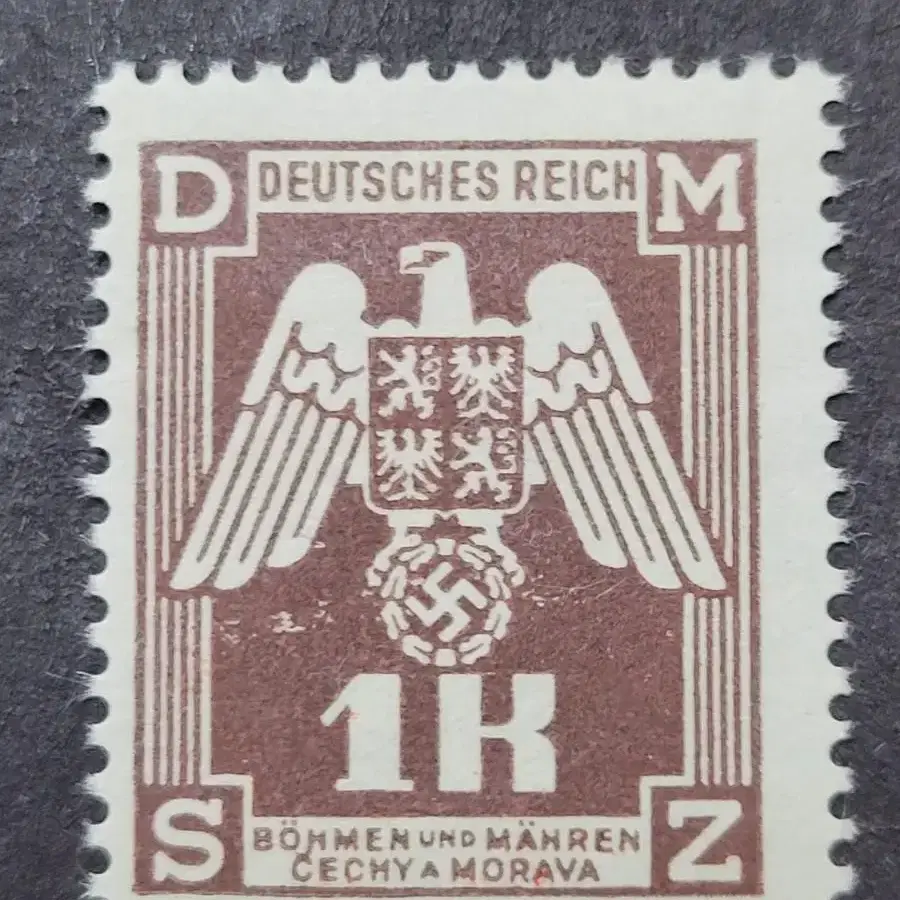 D DEUTSCHES REICH M
1K
S BÖHMEN UND MÄHREN Z
ČECHY A MORAVA